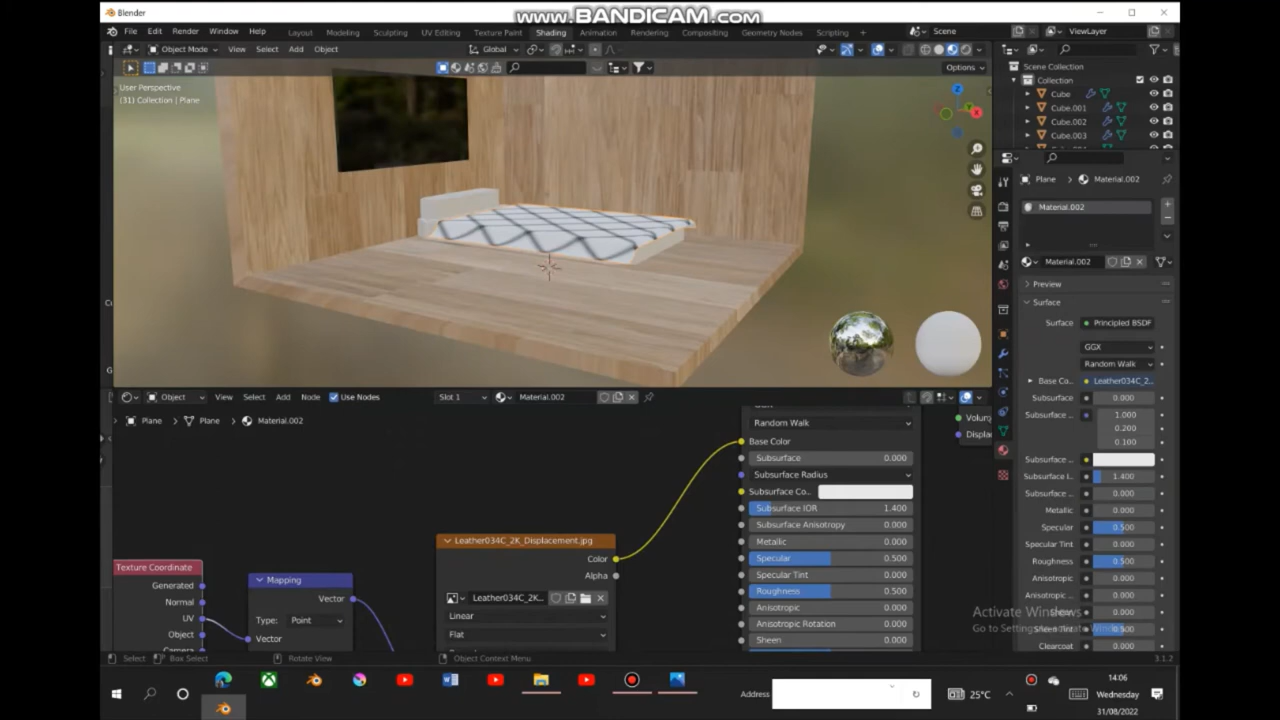 www.BANDICAM.com
Blender
File Edit Render Window Help
Layout Modeling Sculpting UV Editing Texture Paint Shading Animation Rendering Compositing Geometry Nodes Scripting +
Scene
ViewLayer
Object Mode View Select Add Object
Global
Options
User Perspective
(31) Collection | Plane
Scene Collection
Collection
Cube
Cube.001
Cube.002
Cube.003
Plane > Material.002
Material.002
Material.002
Preview
Surface
Surface Principled BSDF
GGX
Random Walk
Base Co... Leather034C_2...
Subsurface 0.000
Subsurface ... 1.000
0.200
0.100
Subsurface ...
Subsurface I... 1.400
Subsurface ... 0.000
Metallic 0.000
Specular 0.500
Specular Tint 0.000
Roughness 0.500
Anisotropic 0.000
Anisotropic ... 0.000
0.000
Sheen Tint 0.500
Clearcoat 0.000
Activate Windows
Go to Settings to activate Windows.
Object View Select Add Node Use Nodes Slot 1 Material.002
Plane > Plane > Material.002
Texture Coordinate
Generated
Normal
UV
Object
Mapping
Vector
Type: Point
Vector
Leather034C_2K_Displacement.jpg
Color
Alpha
Leather034C_2K...
Linear
Flat
Random Walk
Base Color
Subsurface 0.000
Subsurface Radius
Subsurface Co...
Subsurface IOR 1.400
Subsurface Anisotropy 0.000
Metallic 0.000
Specular 0.500
Specular Tint 0.000
Roughness 0.500
Anisotropic 0.000
Anisotropic Rotation 0.000
Sheen 0.000
Select Box Select Rotate View Object Context Menu 3.1.2
Address
25°C
14:06
Wednesday
31/08/2022